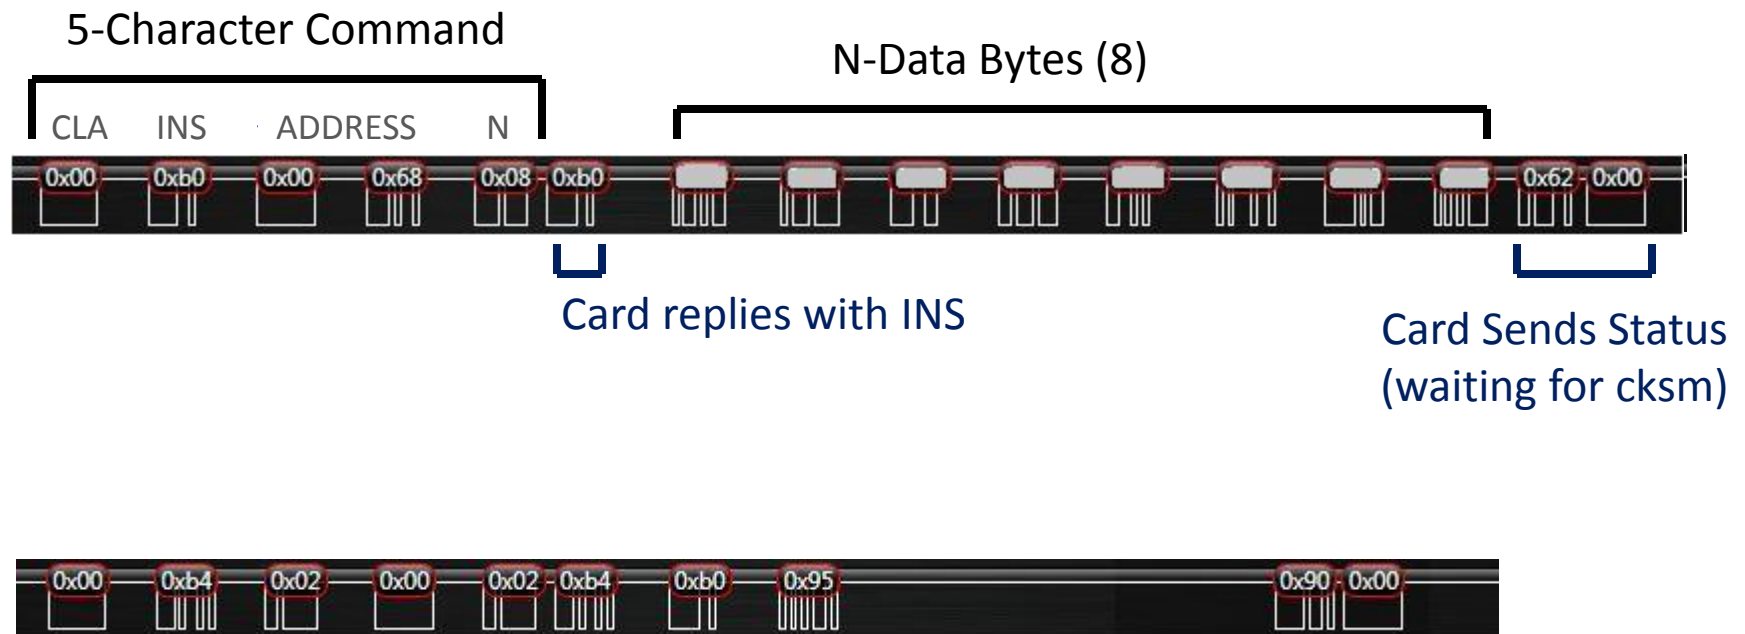 5-Character Command
N-Data Bytes (8)
CLA INS ADDRESS N
0x00 0xb0 0x00 0x68 0x08 0xb0 0x62 0x00
Card replies with INS
Card Sends Status
(waiting for cksm)
0x00 0xb4 0x02 0x00 0x02 0xb4 0xb0 0x95 0x90 0x00